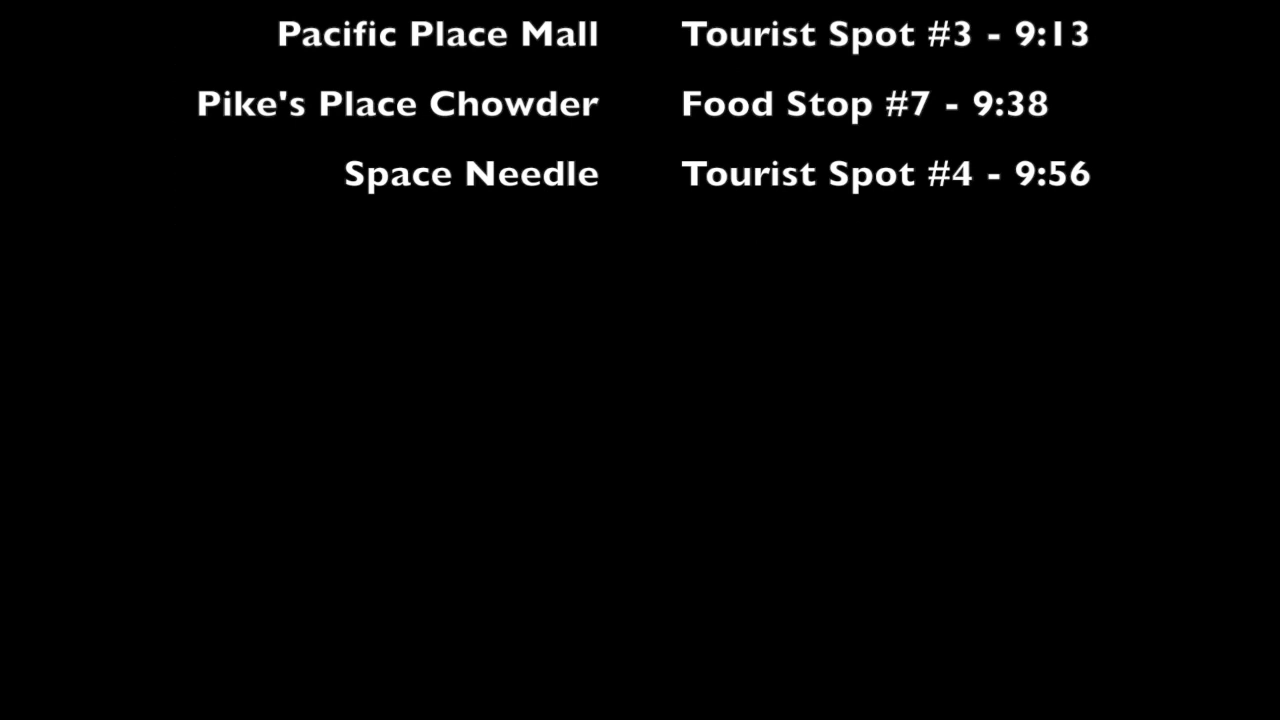 Pacific Place Mall Tourist Spot #3 - 9:13
Pike's Place Chowder Food Stop #7 - 9:38
Space Needle Tourist Spot #4 - 9:56